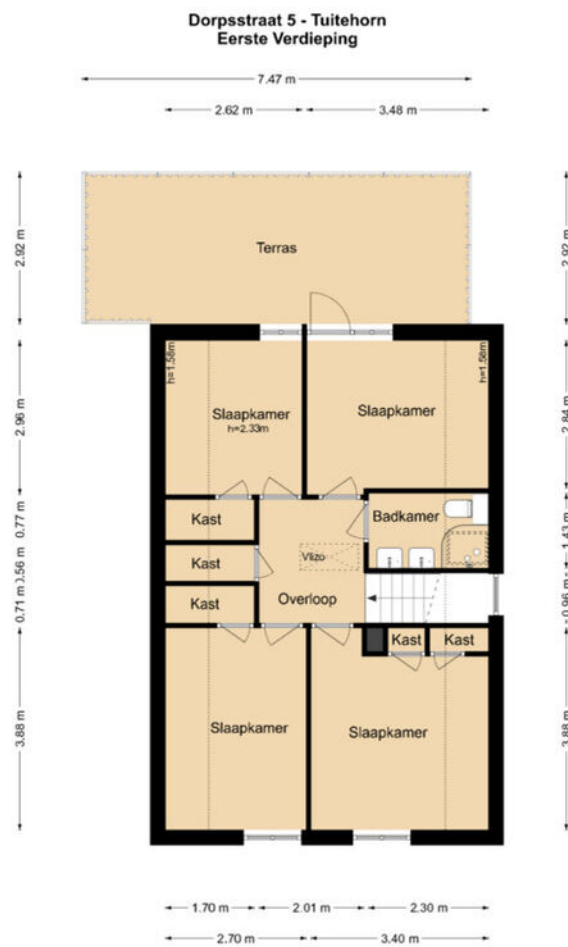 Dorpsstraat 5 - Tuitehorn
Eerste Verdieping
7.47 m
2.62 m
3.48 m
2.92 m
2.92 m
Terras
h=1.58m
h=1.58m
Slaapkamer
h=2.33m
Slaapkamer
2.96 m
2.84 m
Kast
Badkamer
0.77 m
1.43 m
Kast
Vlizo
0.56 m
Kast
Overloop
0.71 m
0.96 m
Kast
Kast
Slaapkamer
Slaapkamer
3.88 m
3.88 m
1.70 m
2.01 m
2.30 m
2.70 m
3.40 m